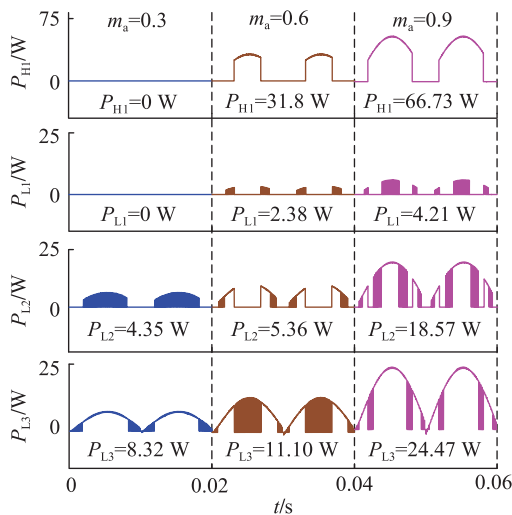 75 mₐ=0.3 mₐ=0.6 mₐ=0.9
P_H1/W
0
P_H1=0 W P_H1=31.8 W P_H1=66.73 W
25
P_L1/W
0
P_L1=0 W P_L1=2.38 W P_L1=4.21 W
25
P_L2/W
0
P_L2=4.35 W P_L2=5.36 W P_L2=18.57 W
25
P_L3/W
0
P_L3=8.32 W P_L3=11.10 W P_L3=24.47 W
0 0.02 0.04 0.06
t/s